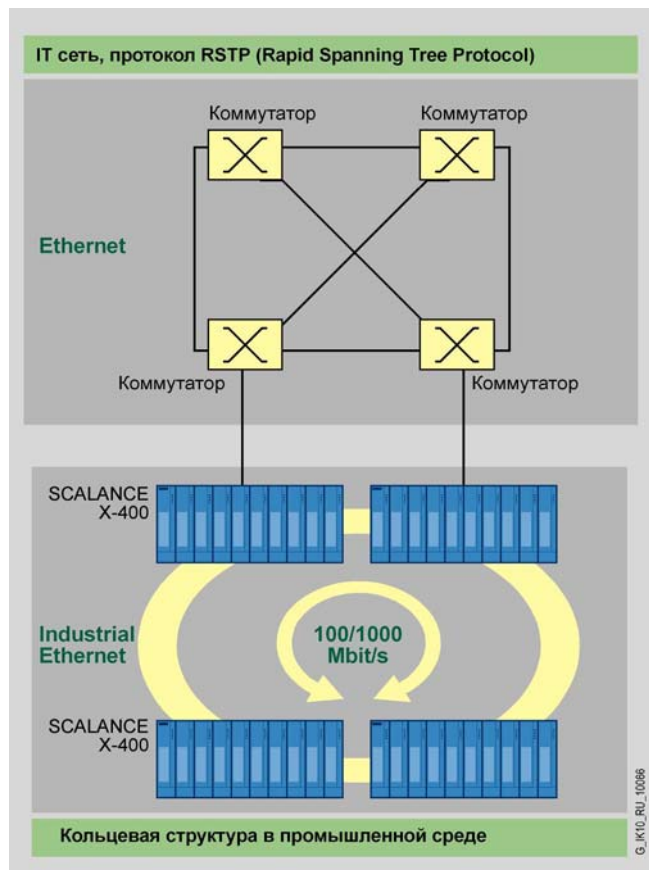 IT сеть, протокол RSTP (Rapid Spanning Tree Protocol)
Коммутатор
Коммутатор
Ethernet
Коммутатор
Коммутатор
SCALANCE
X-400
Industrial
Ethernet
100/1000
Mbit/s
SCALANCE
X-400
Кольцевая структура в промышленной среде
G_IK10_RU_10086